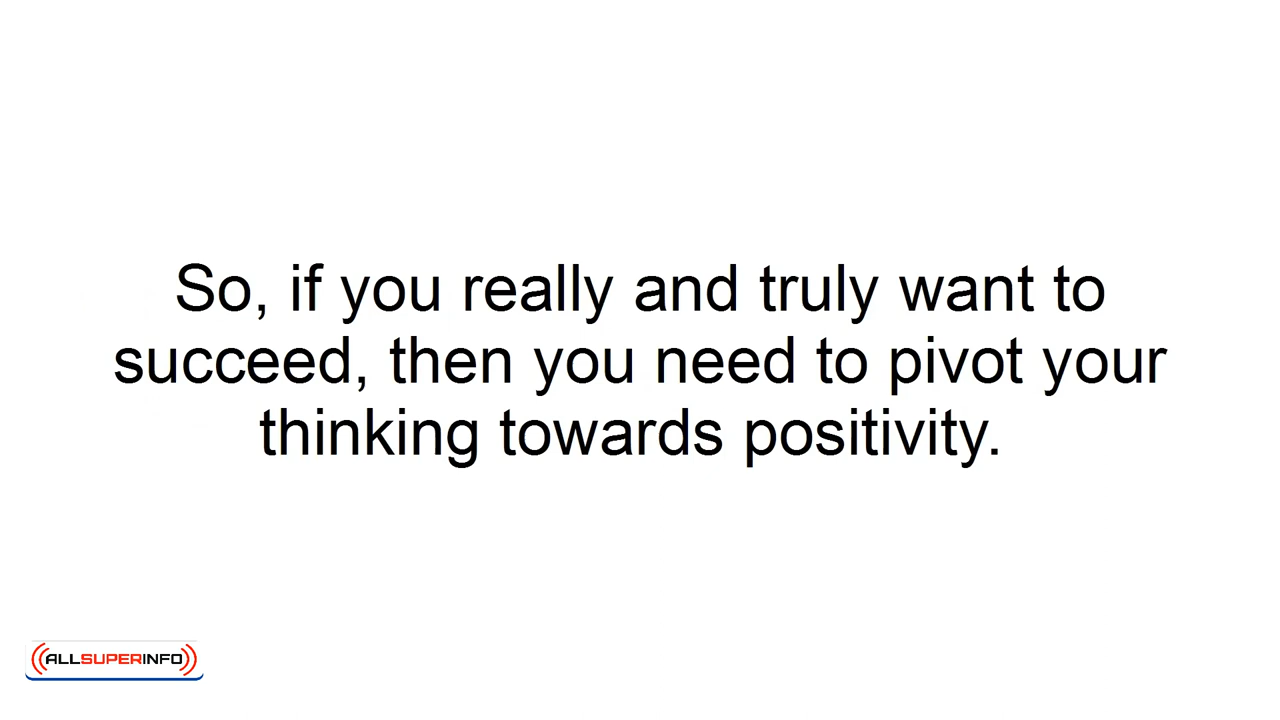 So, if you really and truly want to
succeed, then you need to pivot your
thinking towards positivity.
ALLSUPERINFO